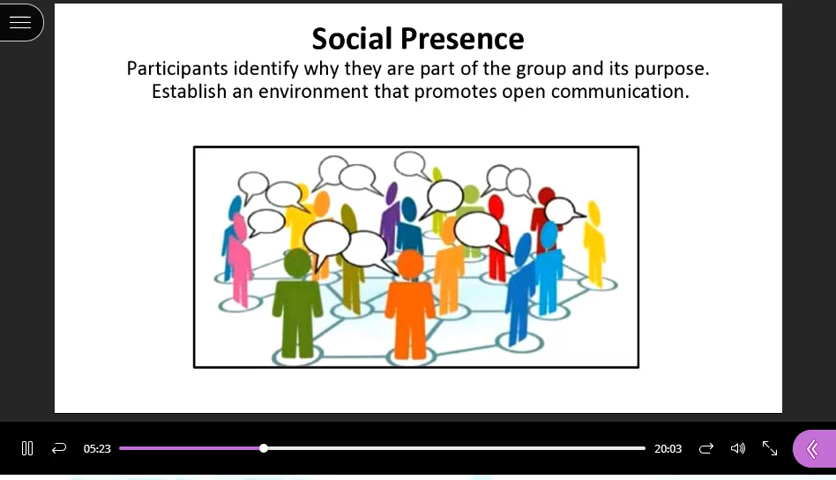 Social Presence
Participants identify why they are part of the group and its purpose.
Establish an environment that promotes open communication.
05:23
20:03